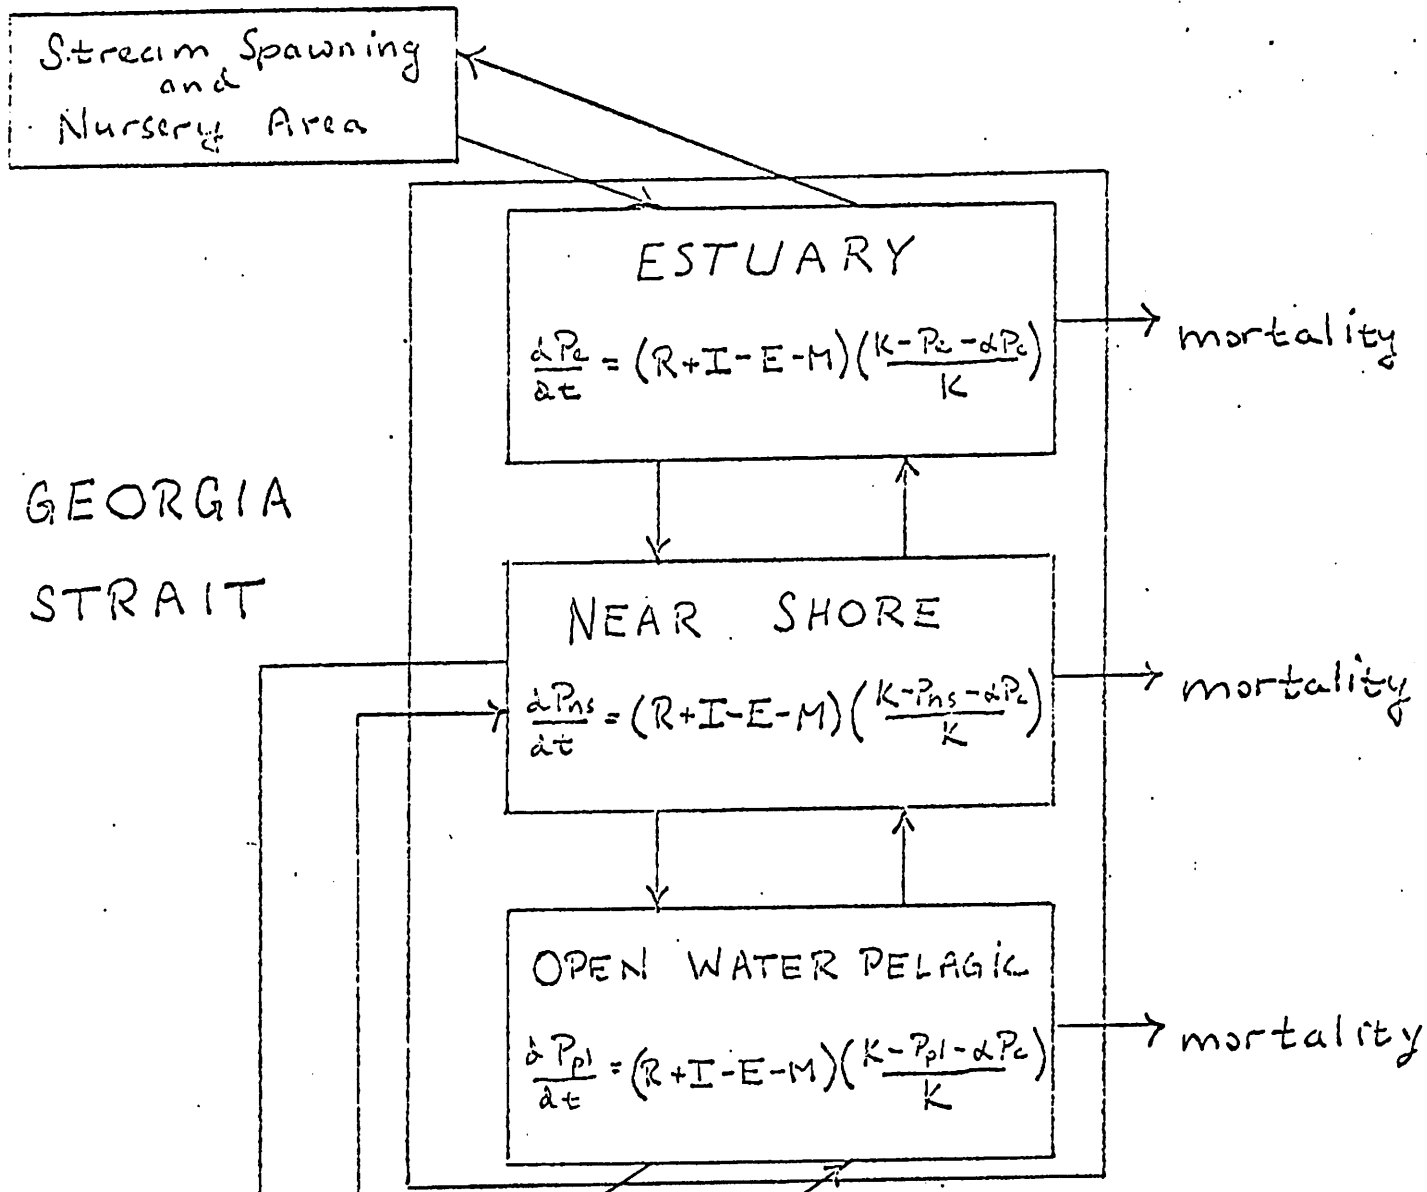 Stream Spawning
and
Nursery Area
ESTUARY
dPe/dt = (R+I-E-M)((K-Pe-αPc)/K)
mortality
GEORGIA
STRAIT
NEAR SHORE
dPns/dt = (R+I-E-M)((K-Pns-αPc)/K)
mortality
OPEN WATER PELAGIC
dPpl/dt = (R+I-E-M)((K-Ppl-αPc)/K)
mortality